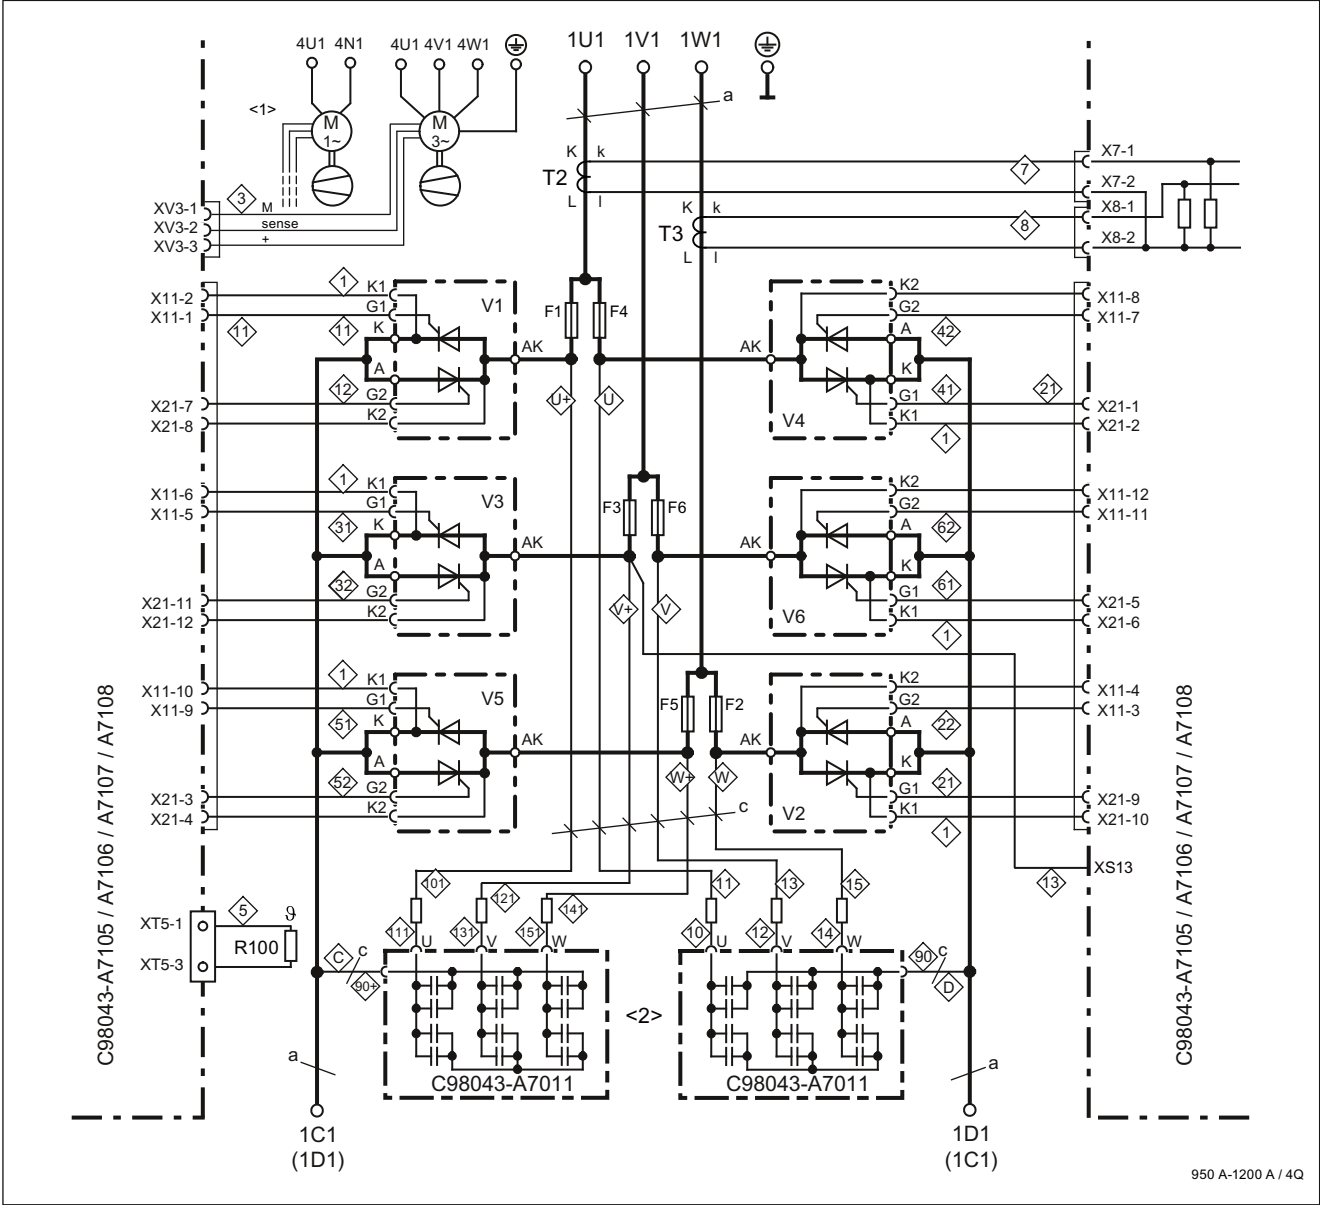 4U1 4N1 4U1 4V1 4W1 1U1 1V1 1W1
<1>
M 1~
M 3~
a
K k
T2
L l
K k
T3
L l
7
8
X7-1
X7-2
X8-1
X8-2
XV3-1
XV3-2
XV3-3
3
M
sense
+
X11-2
X11-1
11
1
11
12
X21-7
X21-8
K1
G1
K
A
G2
K2
V1
AK
F1 F4
U+ U
AK
V4
K2
G2
A
K
G1
K1
42
41
1
21
X11-8
X11-7
X21-1
X21-2
X11-6
X11-5
1
31
32
X21-11
X21-12
K1
G1
K
A
G2
K2
V3
AK
F3 F6
V+ V
AK
V6
K2
G2
A
K
G1
K1
62
61
1
X11-12
X11-11
X21-5
X21-6
X11-10
X11-9
1
51
52
X21-3
X21-4
K1
G1
K
A
G2
K2
V5
AK
F5 F2
W+ W
c
AK
V2
K2
G2
A
K
G1
K1
22
21
1
X11-4
X11-3
X21-9
X21-10
XS13
13
C98043-A7105 / A7106 / A7107 / A7108
C98043-A7105 / A7106 / A7107 / A7108
101 121 141
11 13 15
111 131 151
U V W
10 12 14
U V W
XT5-1
XT5-3
5
ϑ
R100
C c
90+
90 c
D
<2>
C98043-A7011
C98043-A7011
a
a
1C1
(1D1)
1D1
(1C1)
950 A-1200 A / 4Q